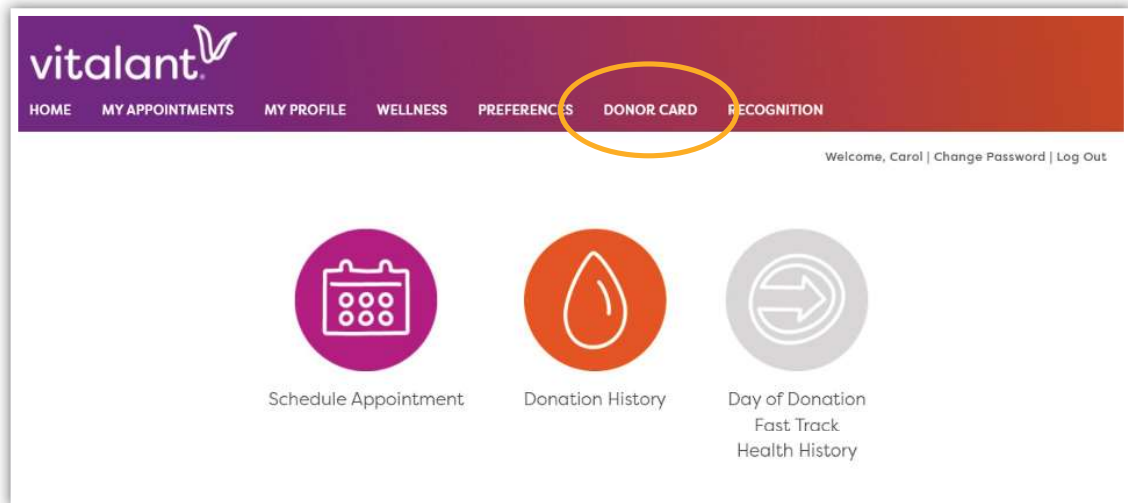 vitalant®
HOME MY APPOINTMENTS MY PROFILE WELLNESS PREFERENCES DONOR CARD RECOGNITION
Welcome, Carol | Change Password | Log Out
Schedule Appointment
Donation History
Day of Donation
Fast Track
Health History